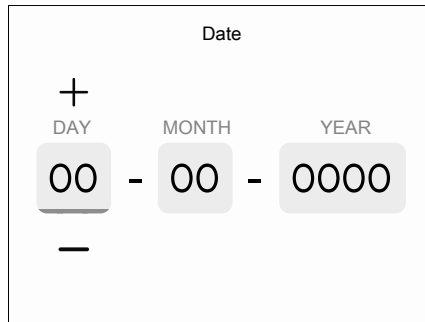 Date
+
DAY MONTH YEAR
00 - 00 - 0000
—